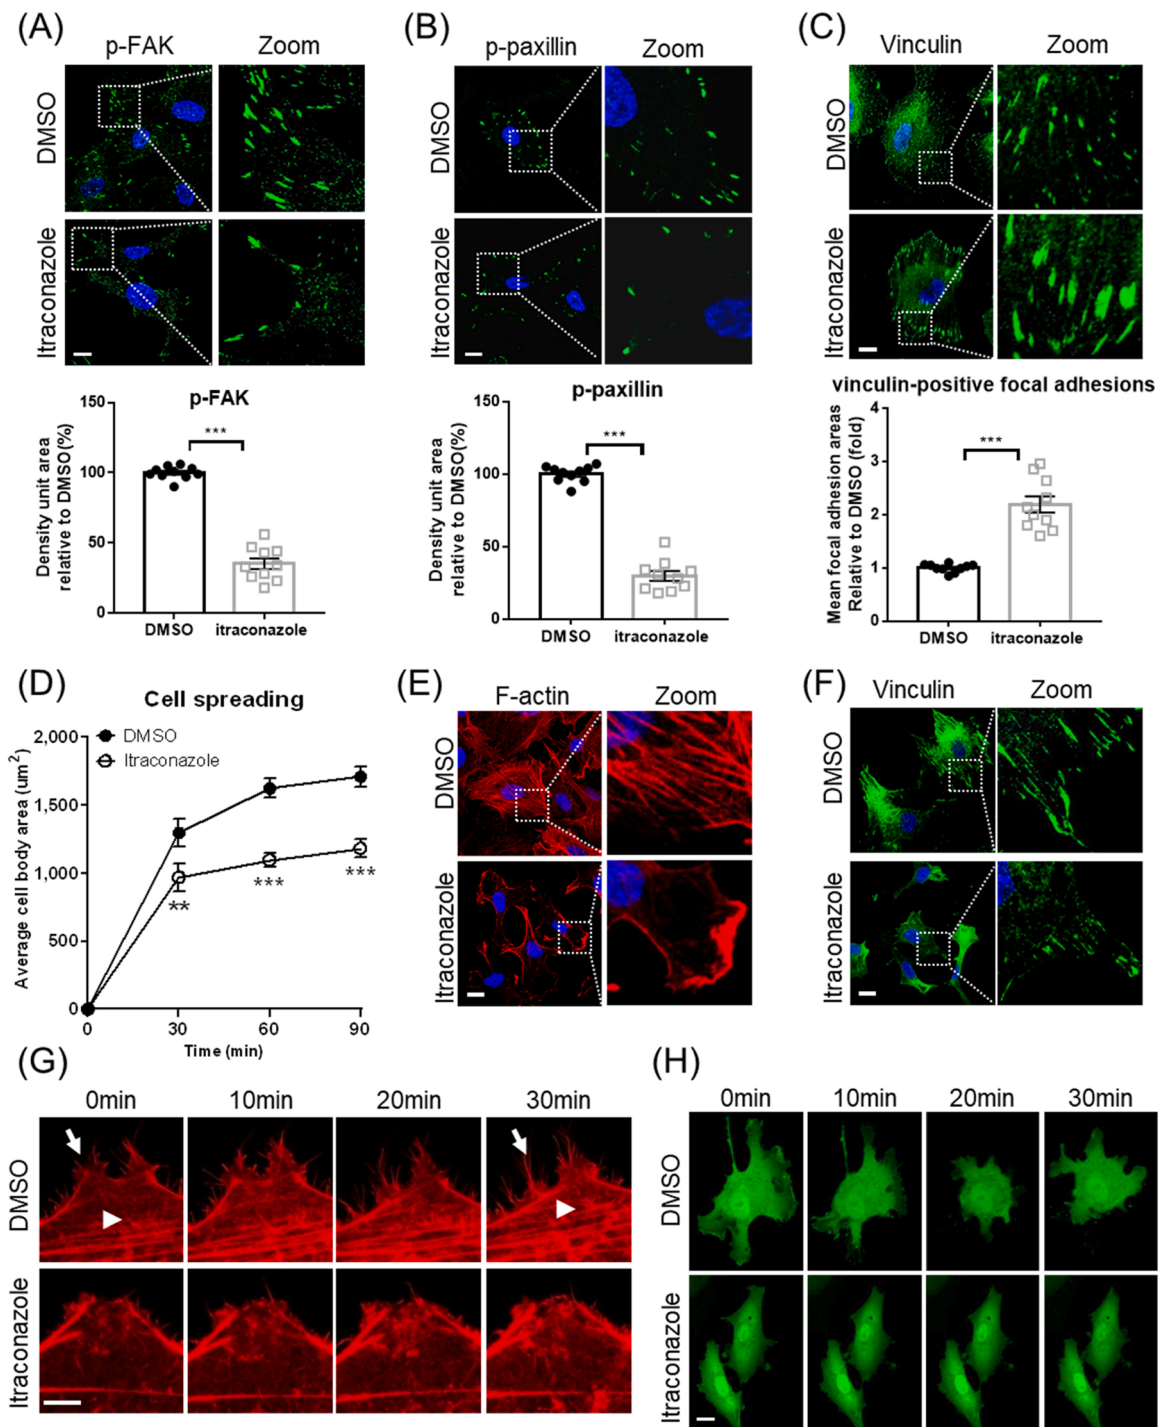 (A)
p-FAK
Zoom
DMSO
Itraconazole
p-FAK
150
100
50
0
Density unit area
relative to DMSO(%)
***
DMSO
itraconazole
(B)
p-paxillin
Zoom
DMSO
Itraconazole
p-paxillin
150
100
50
0
Density unit area
relative to DMSO(%)
***
DMSO
itraconazole
(C)
Vinculin
Zoom
DMSO
Itraconazole
vinculin-positive focal adhesions
4
3
2
1
0
Mean focal adhesion areas
Relative to DMSO (fold)
***
DMSO
itraconazole
(D)
Cell spreading
DMSO
Itraconazole
2,000
1,500
1,000
500
0
Average cell body area (um2)
**
***
***
0
30
60
90
Time (min)
(E)
F-actin
Zoom
DMSO
Itraconazole
(F)
Vinculin
Zoom
DMSO
Itraconazole
(G)
0min
10min
20min
30min
DMSO
Itraconazole
(H)
0min
10min
20min
30min
DMSO
Itraconazole